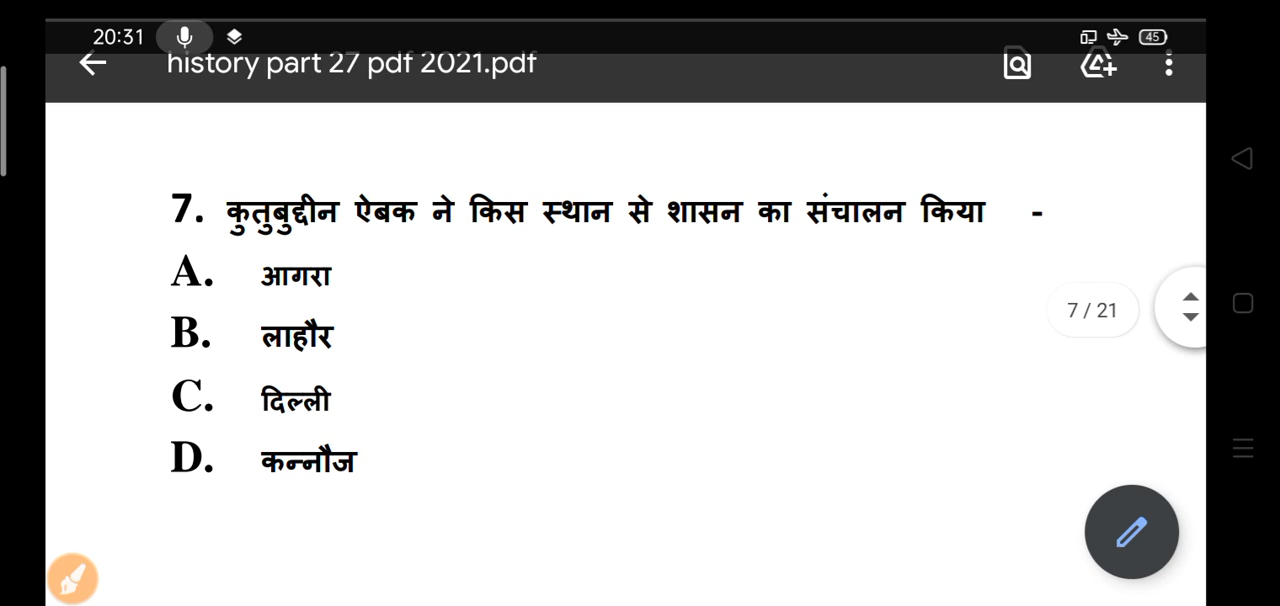 20:31 45
history part 27 pdf 2021.pdf
7. कुतुबुद्दीन ऐबक ने किस स्थान से शासन का संचालन किया -
A. आगरा
B. लाहौर
7 / 21
C. दिल्ली
D. कन्नौज